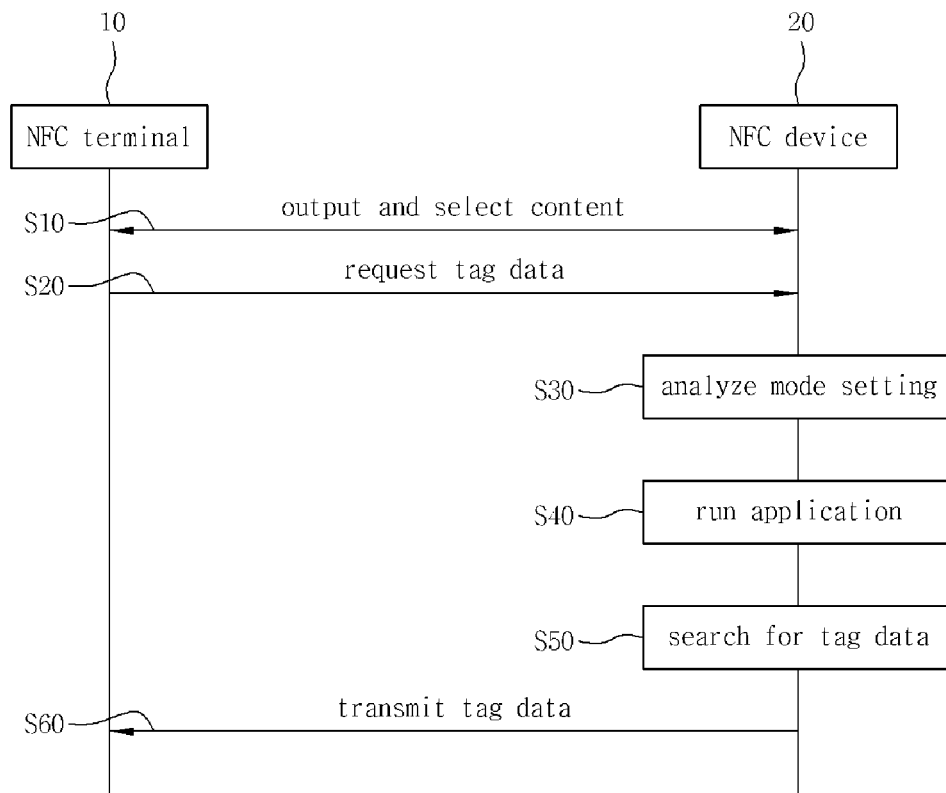 10
20
NFC terminal
NFC device
output and select content
S10
request tag data
S20
S30
analyze mode setting
S40
run application
S50
search for tag data
transmit tag data
S60